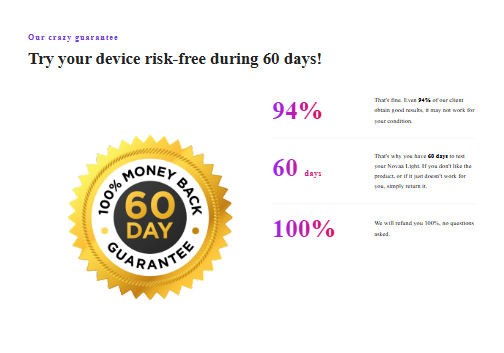 Our crazy guarantee
Try your device risk-free during 60 days!
100% MONEY BACK
60
DAY
GUARANTEE
94%
That's fine. Even 94% of our client
obtain good results, it may not work for
your condition.
60 days
That's why you have 60 days to test
your Novaa Light. If you don't like the
product, or if it just doesn't work for
you, simply return it.
100%
We will refund you 100%, no questions
asked.